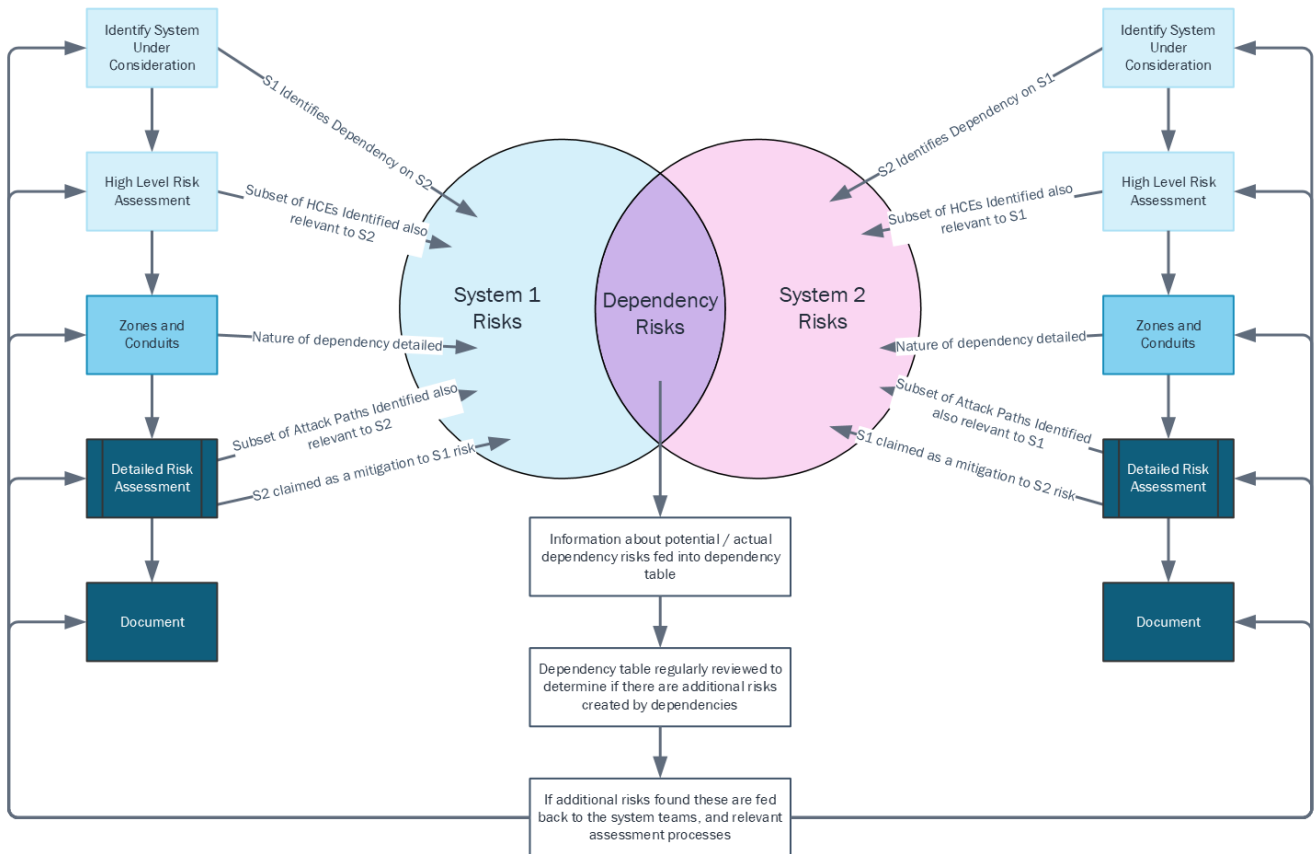 Identify System
Under
Consideration
High Level Risk
Assessment
Zones and
Conduits
Detailed Risk
Assessment
Document
S1 Identifies Dependency on S2
Subset of HCEs Identified also
relevant to S2
Nature of dependency detailed
Subset of Attack Paths Identified also
relevant to S2
S2 claimed as a mitigation to S1 risk
System 1
Risks
Dependency
Risks
System 2
Risks
Information about potential / actual
dependency risks fed into dependency
table
Dependency table regularly reviewed to
determine if there are additional risks
created by dependencies
If additional risks found these are fed
back to the system teams, and relevant
assessment processes
S2 Identifies Dependency on S1
Subset of HCEs Identified also
relevant to S1
Nature of dependency detailed
Subset of Attack Paths Identified
also relevant to S1
S1 claimed as a mitigation to S2 risk
Identify System
Under
Consideration
High Level Risk
Assessment
Zones and
Conduits
Detailed Risk
Assessment
Document